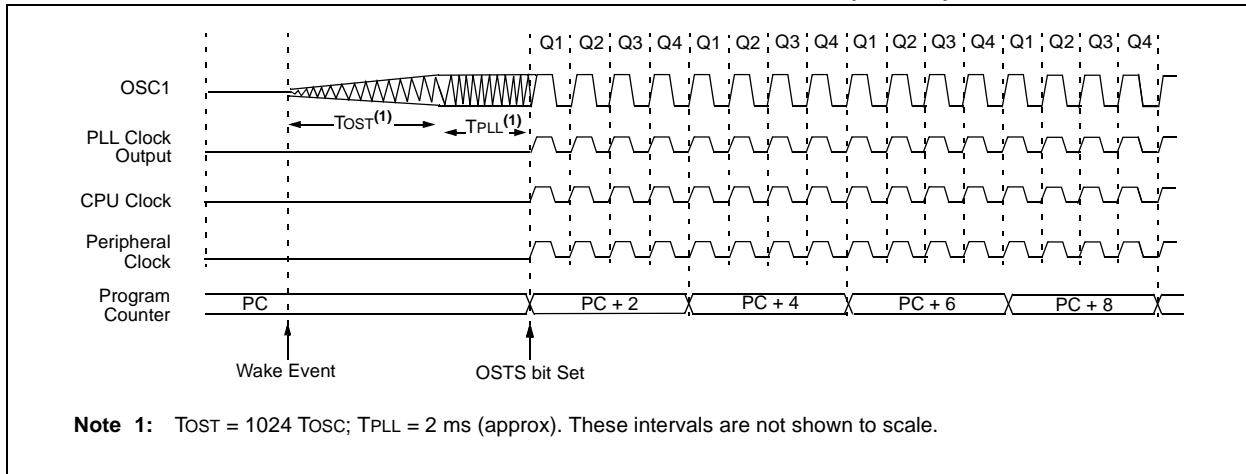 Q1 Q2 Q3 Q4 Q1 Q2 Q3 Q4 Q1 Q2 Q3 Q4 Q1 Q2 Q3 Q4
OSC1
TOST(1)
TPLL(1)
PLL Clock
Output
CPU Clock
Peripheral
Clock
Program
Counter
PC
PC + 2
PC + 4
PC + 6
PC + 8
Wake Event
OSTS bit Set
Note 1: TOST = 1024 TOSC; TPLL = 2 ms (approx). These intervals are not shown to scale.